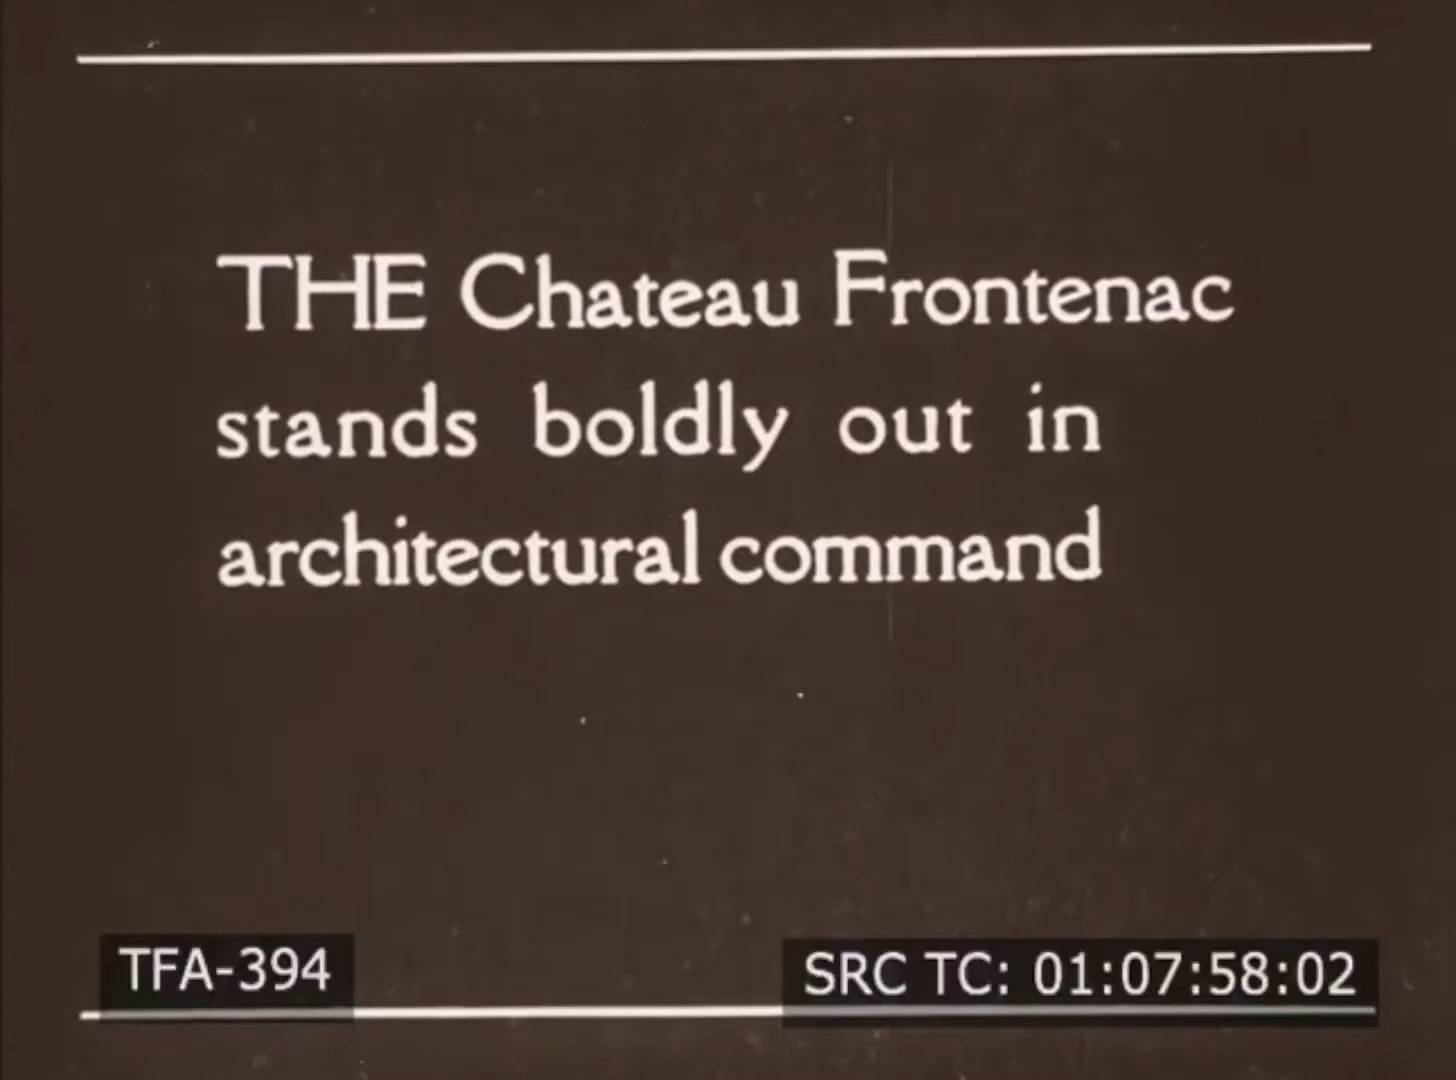 THE Chateau Frontenac
stands boldly out in
architectural command
TFA-394
SRC TC: 01:07:58:02